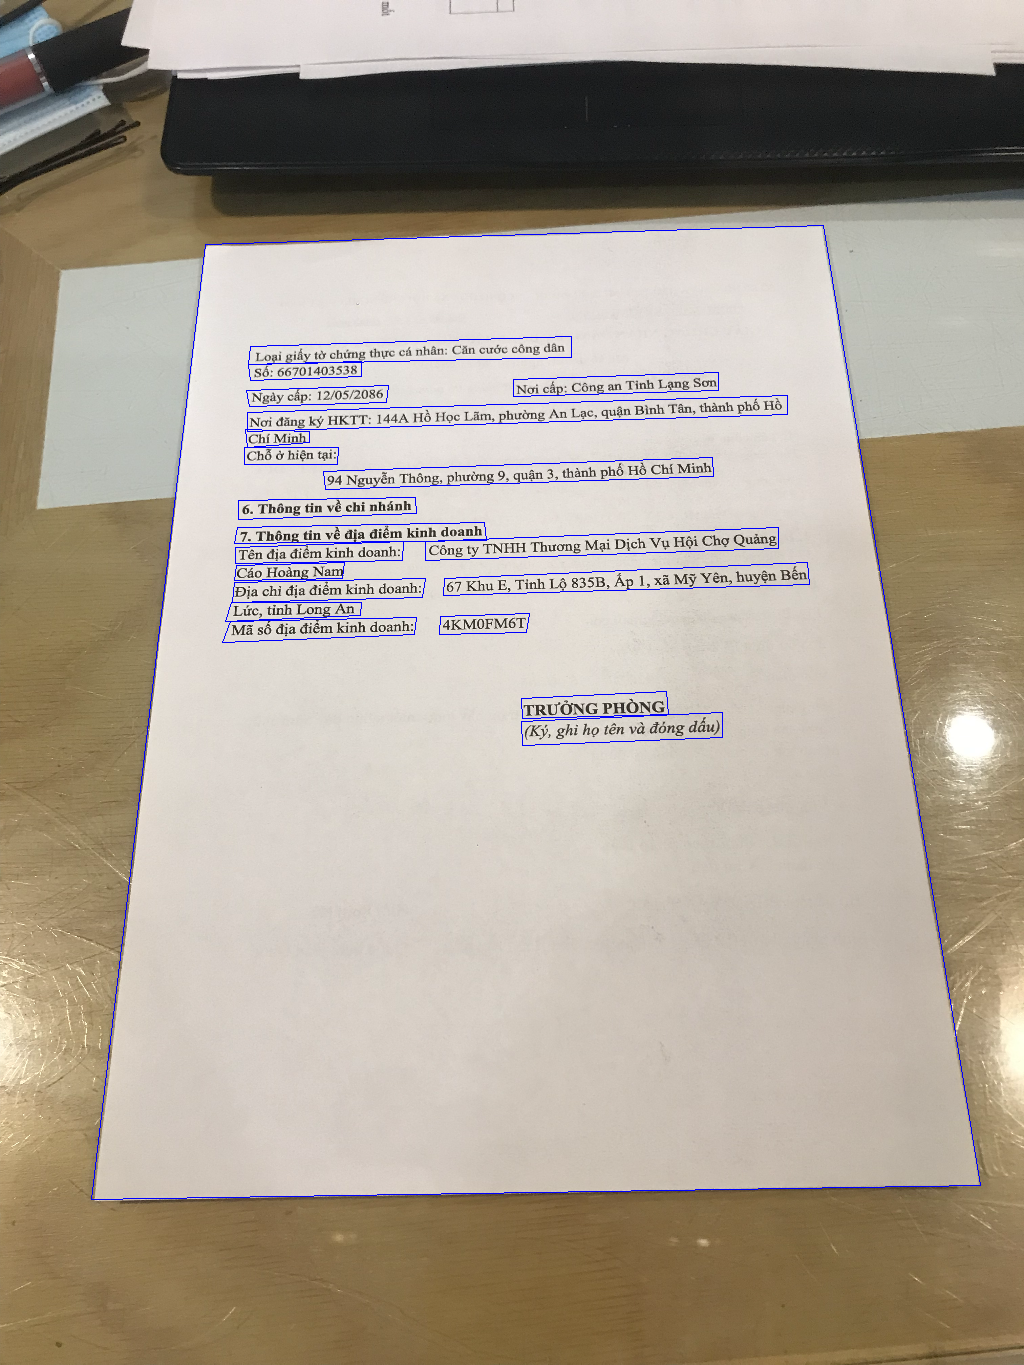 mối
Loại giấy tờ chứng thực cá nhân: Căn cước công dân
Số: 66701403538
Ngày cấp: 12/05/2086 Nơi cấp: Công an Tỉnh Lạng Sơn
Nơi đăng ký HKTT: 144A Hồ Học Lãm, phường An Lạc, quận Bình Tân, thành phố Hồ
Chí Minh
Chỗ ở hiện tại:
94 Nguyễn Thông, phường 9, quận 3, thành phố Hồ Chí Minh
6. Thông tin về chi nhánh
7. Thông tin về địa điểm kinh doanh
Tên địa điểm kinh doanh: Công ty TNHH Thương Mại Dịch Vụ Hội Chợ Quảng
Cáo Hoàng Nam
Địa chỉ địa điểm kinh doanh: 67 Khu E, Tỉnh Lộ 835B, Ấp 1, xã Mỹ Yên, huyện Bến
Lức, tỉnh Long An
Mã số địa điểm kinh doanh: 4KM0FM6T
TRƯỞNG PHÒNG
(Ký, ghi họ tên và đóng dấu)